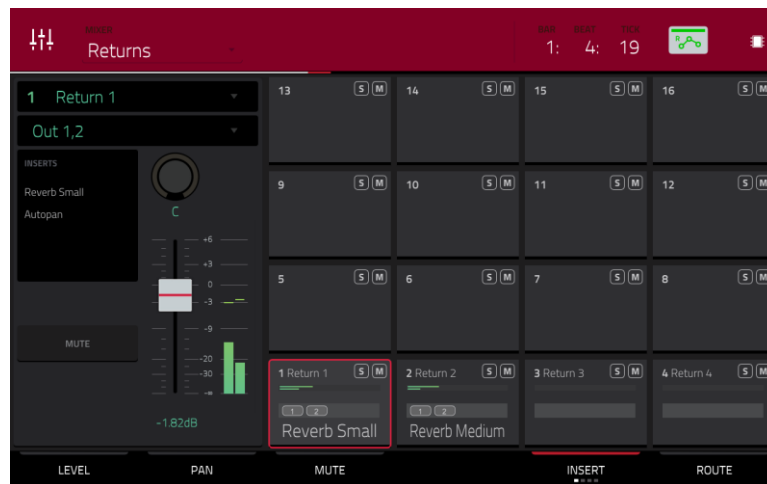 MIXER
Returns
BAR BEAT TICK
1: 4: 19
1 Return 1
Out 1,2
INSERTS
Reverb Small
Autopan
C
+6
+3
0
-3
-9
-20
-30
-∞
MUTE
-1.82dB
13 S M
14 S M
15 S M
16 S M
9 S M
10 S M
11 S M
12 S M
5 S M
6 S M
7 S M
8 S M
1 Return 1 S M
1 2
Reverb Small
2 Return 2 S M
1 2
Reverb Medium
3 Return 3 S M
4 Return 4 S M
LEVEL PAN MUTE INSERT ROUTE